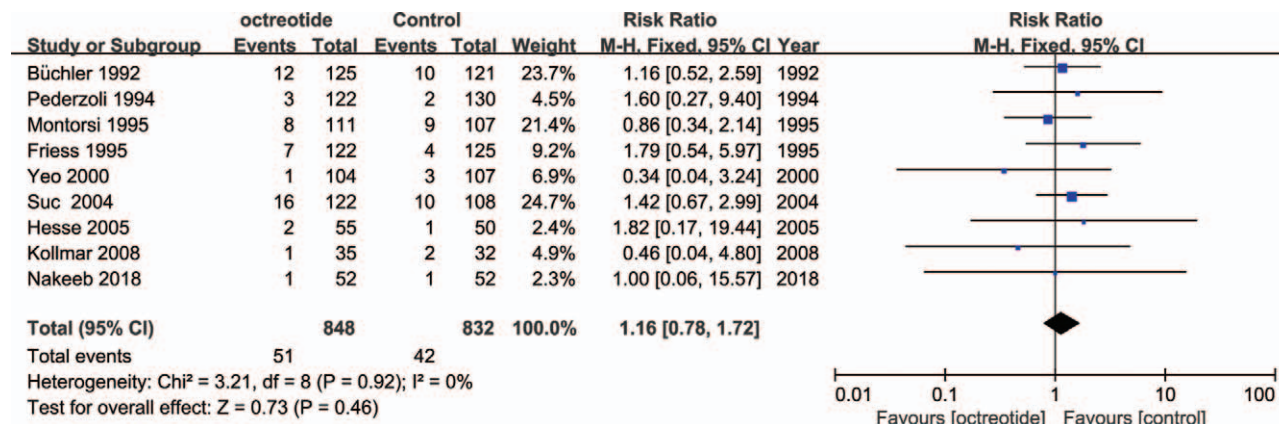 octreotide Control Risk Ratio Risk Ratio
Study or Subgroup Events Total Events Total Weight M-H. Fixed. 95% CI Year M-H. Fixed. 95% CI
Büchler 1992 12 125 10 121 23.7% 1.16 [0.52, 2.59] 1992
Pederzoli 1994 3 122 2 130 4.5% 1.60 [0.27, 9.40] 1994
Montorsi 1995 8 111 9 107 21.4% 0.86 [0.34, 2.14] 1995
Friess 1995 7 122 4 125 9.2% 1.79 [0.54, 5.97] 1995
Yeo 2000 1 104 3 107 6.9% 0.34 [0.04, 3.24] 2000
Suc 2004 16 122 10 108 24.7% 1.42 [0.67, 2.99] 2004
Hesse 2005 2 55 1 50 2.4% 1.82 [0.17, 19.44] 2005
Kollmar 2008 1 35 2 32 4.9% 0.46 [0.04, 4.80] 2008
Nakeeb 2018 1 52 1 52 2.3% 1.00 [0.06, 15.57] 2018
Total (95% CI) 848 832 100.0% 1.16 [0.78, 1.72]
Total events 51 42
Heterogeneity: Chi² = 3.21, df = 8 (P = 0.92); I² = 0%
Test for overall effect: Z = 0.73 (P = 0.46)
0.01 0.1 1 10 100
Favours [octreotide] Favours [control]